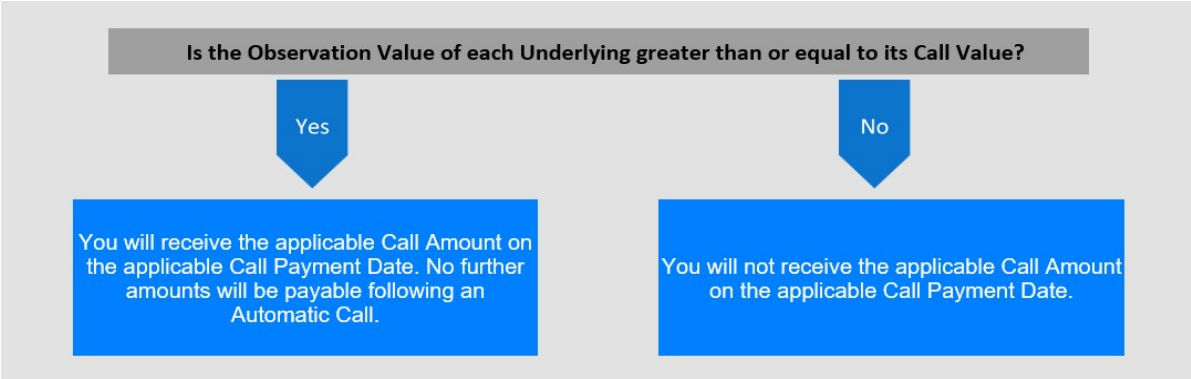 Is the Observation Value of each Underlying greater than or equal to its Call Value?
Yes
No
You will receive the applicable Call Amount on
the applicable Call Payment Date. No further
amounts will be payable following an
Automatic Call.
You will not receive the applicable Call Amount
on the applicable Call Payment Date.